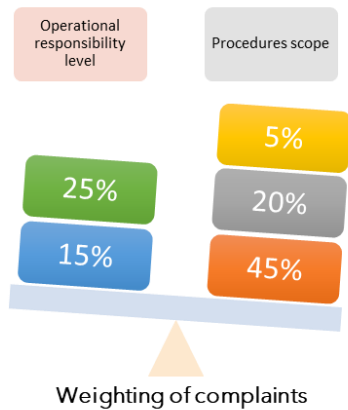 Operational
responsibility
level
Procedures scope
5%
25%
20%
15%
45%
Weighting of complaints